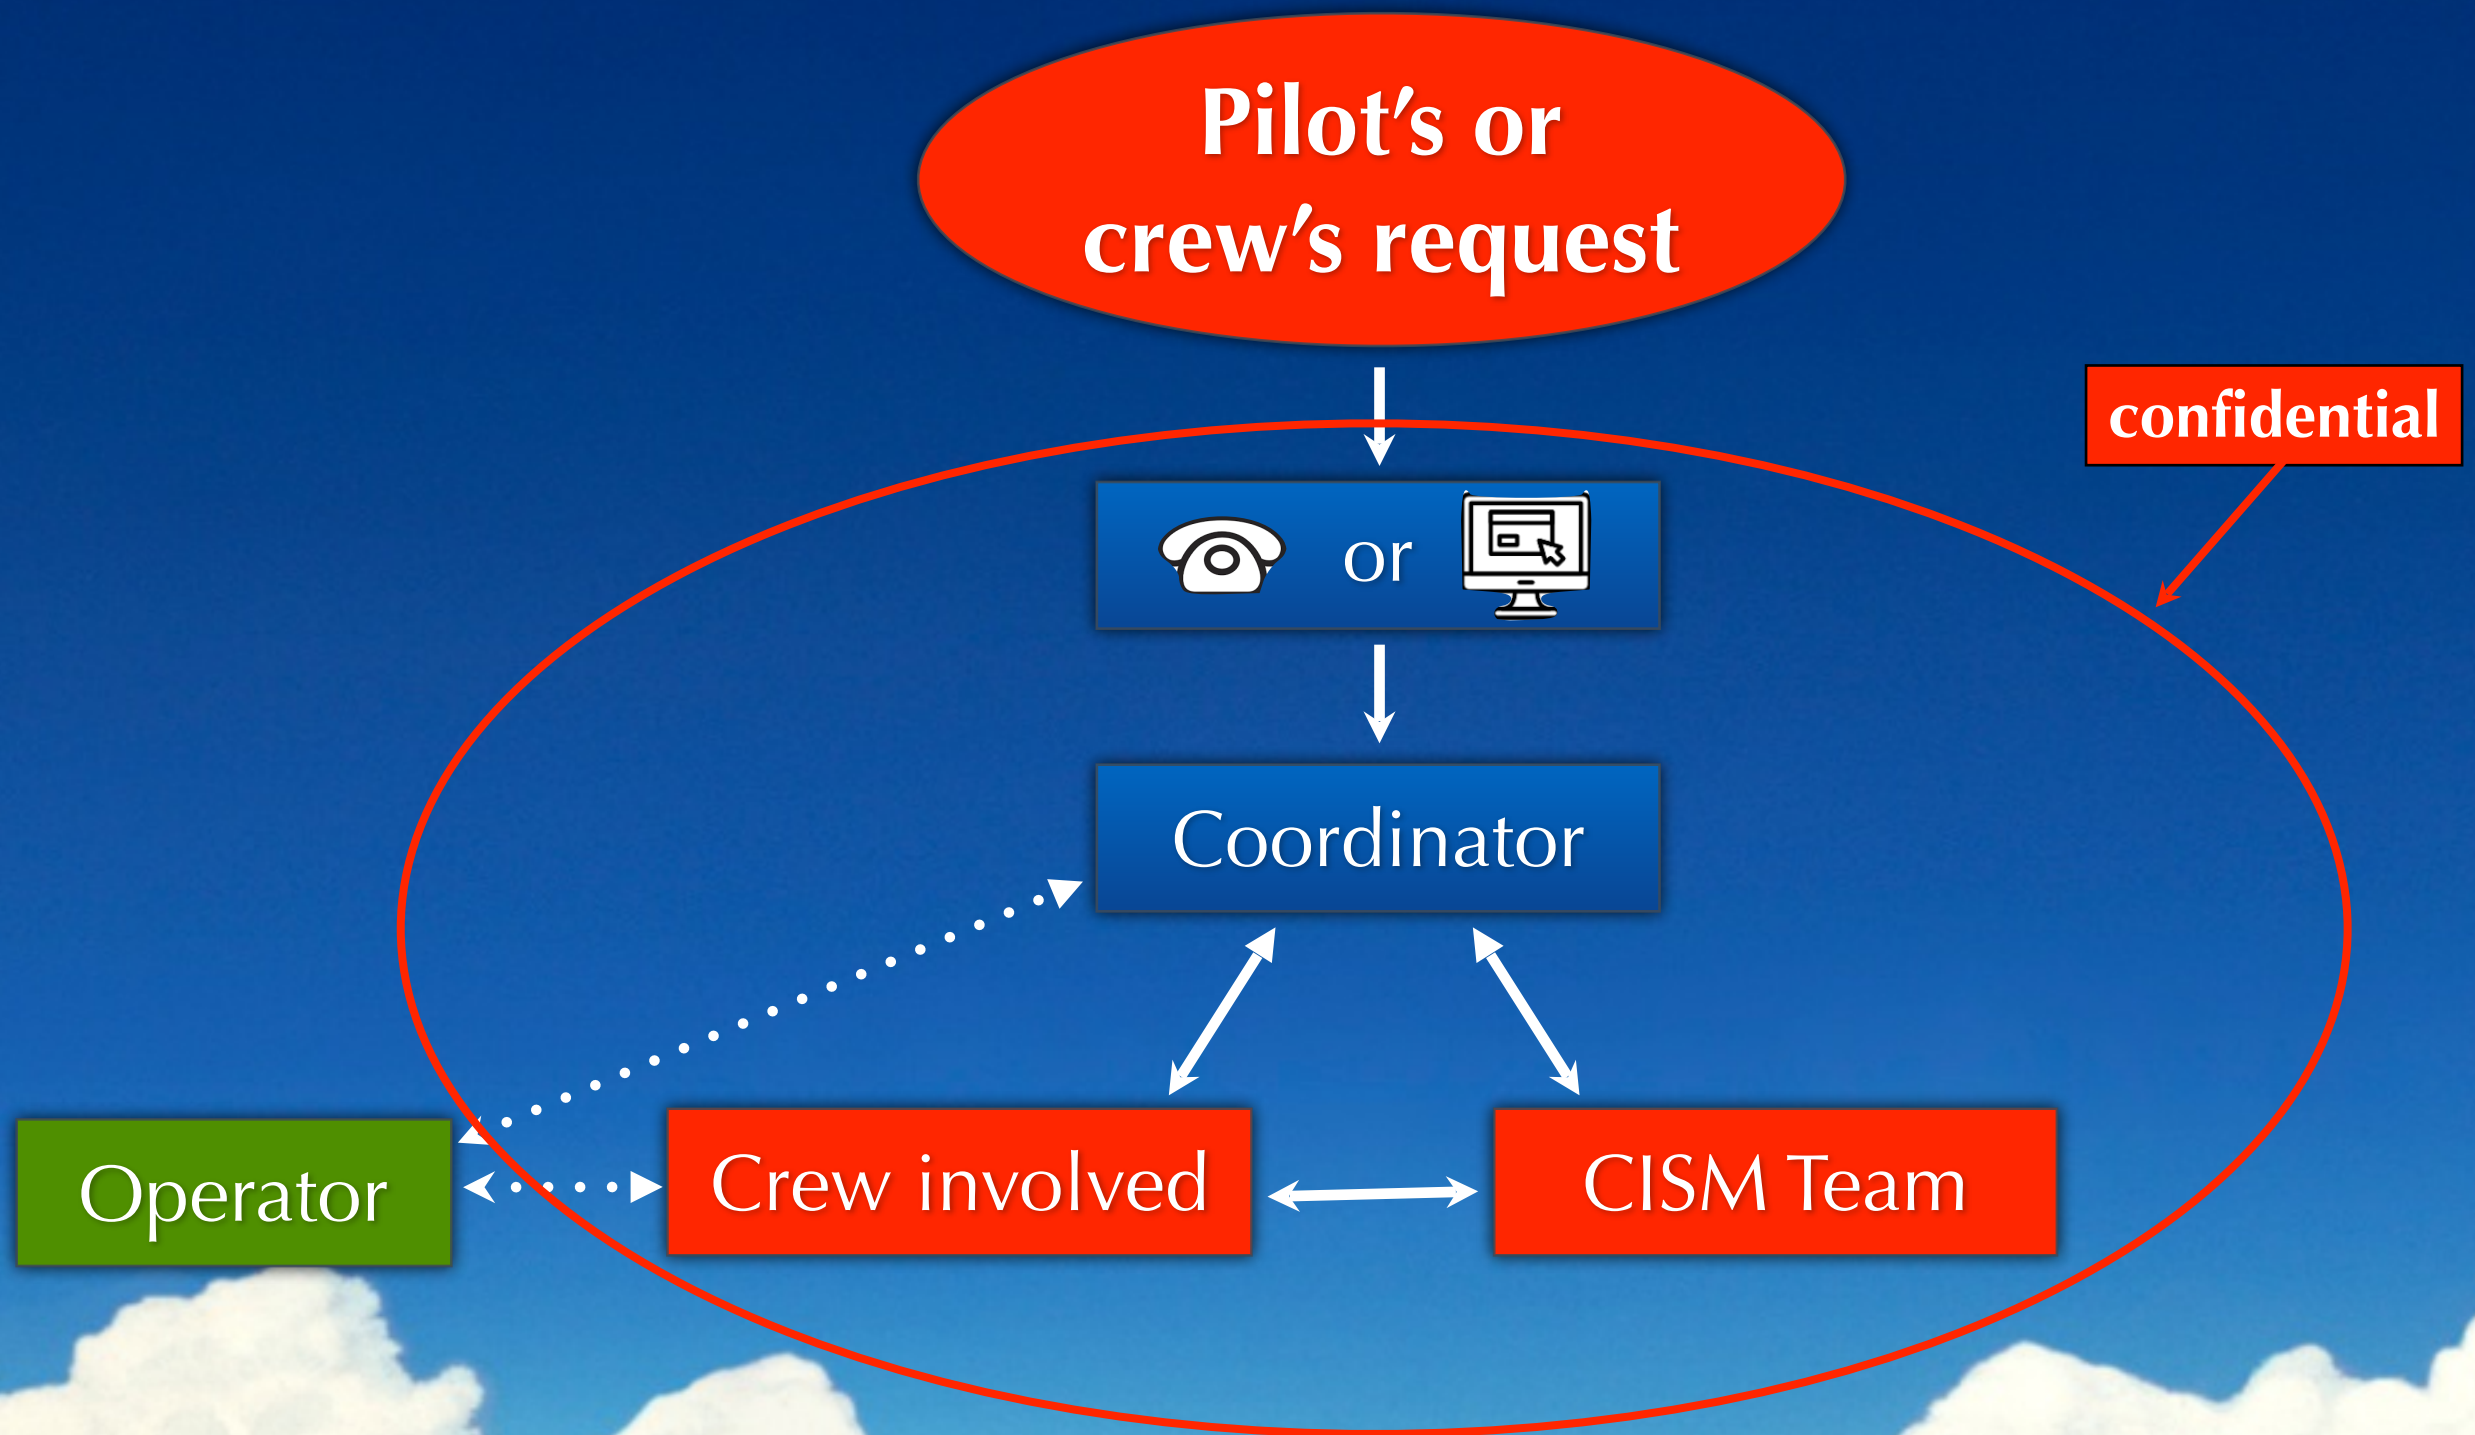 Pilot's or
crew's request
confidential
or
Coordinator
Operator
Crew involved
CISM Team